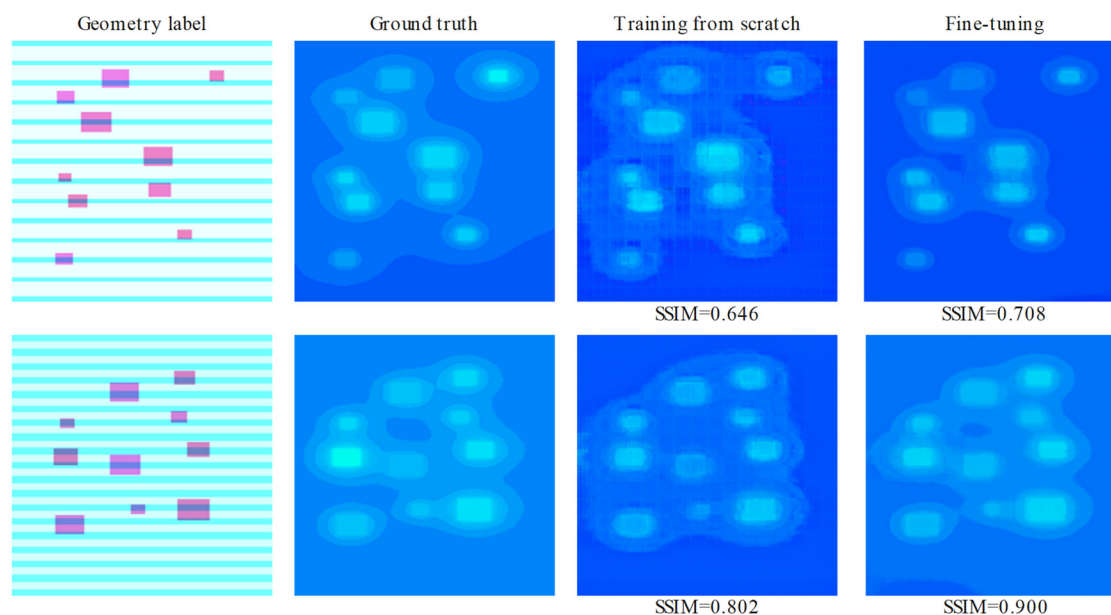 Geometry label Ground truth Training from scratch Fine-tuning
SSIM=0.646 SSIM=0.708
SSIM=0.802 SSIM=0.900